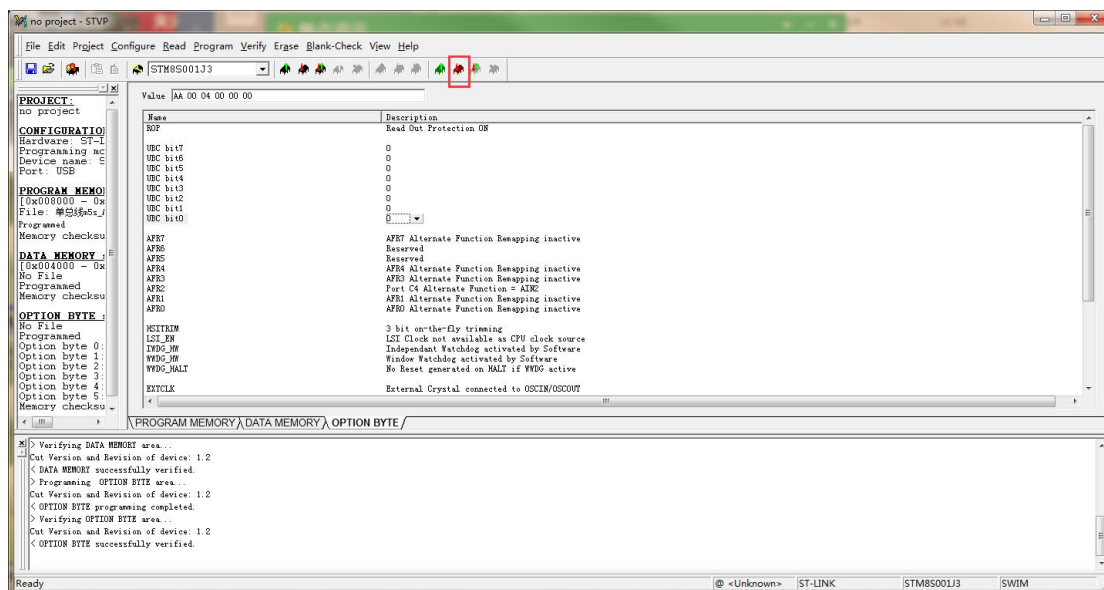 no project - STVP
File Edit Project Configure Read Program Verify Erase Blank-Check View Help
STM8S001J3
PROJECT:
no project
CONFIGURATIO
Hardware: ST-L
Programming mc
Device name: S
Port: USB
PROGRAM MEMO
[0x008000 - 0x
File: 单总线m5s_
Programmed
Memory checksu
DATA MEMORY :
[0x004000 - 0x
No File
Programmed
Memory checksu
OPTION BYTE :
No File
Programmed
Option byte 0:
Option byte 1:
Option byte 2:
Option byte 3:
Option byte 4:
Option byte 5:
Memory checksu
Value AA 00 04 00 00 00
Name Description
ROP Read Out Protection ON
UBC bit7 0
UBC bit6 0
UBC bit5 0
UBC bit4 0
UBC bit3 0
UBC bit2 0
UBC bit1 0
UBC bit0 0
AFR7 AFR7 Alternate Function Remapping inactive
AFR6 Reserved
AFR5 Reserved
AFR4 AFR4 Alternate Function Remapping inactive
AFR3 AFR3 Alternate Function Remapping inactive
AFR2 Port C4 Alternate Function = AIN2
AFR1 AFR1 Alternate Function Remapping inactive
AFR0 AFR0 Alternate Function Remapping inactive
HSITRIM 3 bit on-the-fly trimming
LSI_EN LSI Clock not available as CPU clock source
IWDG_HW Independant Watchdog activated by Software
WWDG_HW Window Watchdog activated by Software
WWDG_HALT No Reset generated on HALT if WWDG active
EXTCLK External Crystal connected to OSCIN/OSCOUT
PROGRAM MEMORY DATA MEMORY OPTION BYTE
> Verifying DATA MEMORY area...
Cut Version and Revision of device: 1.2
< DATA MEMORY successfully verified.
> Programming OPTION BYTE area...
Cut Version and Revision of device: 1.2
< OPTION BYTE programming completed.
> Verifying OPTION BYTE area...
Cut Version and Revision of device: 1.2
< OPTION BYTE successfully verified.
Ready @ <Unknown> ST-LINK STM8S001J3 SWIM